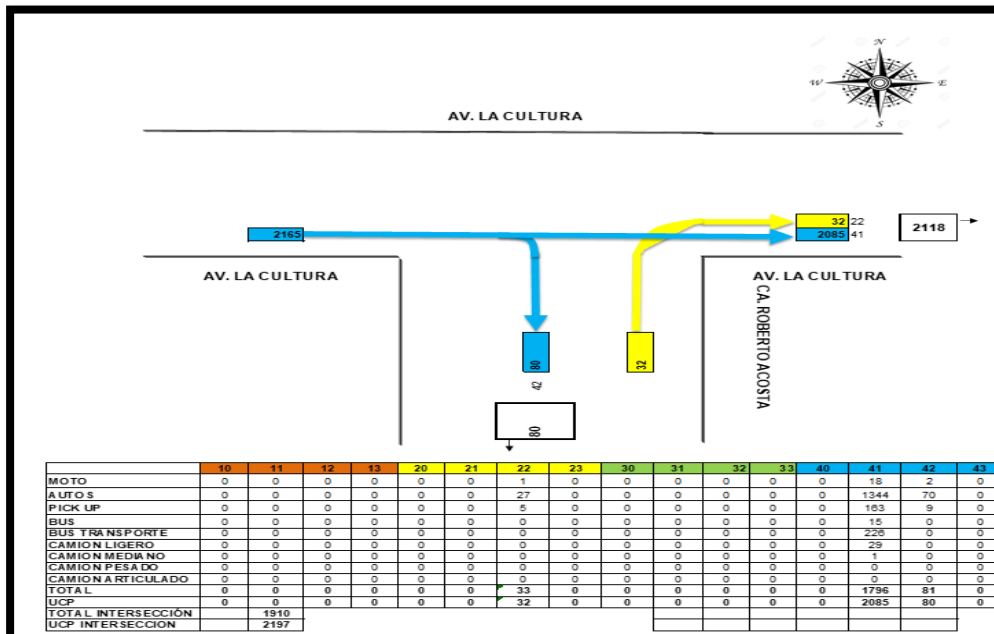 N
W E
S
AV. LA CULTURA
32 22
2165 2085 41 2118
AV. LA CULTURA AV. LA CULTURA
CA. ROBERTO ACOSTA
80 32
42
80
10 11 12 13 20 21 22 23 30 31 32 33 40 41 42 43
MOTO 0 0 0 0 0 0 1 0 0 0 0 0 0 18 2 0
AUTOS 0 0 0 0 0 0 27 0 0 0 0 0 0 1344 70 0
PICK UP 0 0 0 0 0 0 5 0 0 0 0 0 0 163 9 0
BUS 0 0 0 0 0 0 0 0 0 0 0 0 0 15 0 0
BUS TRANSPORTE 0 0 0 0 0 0 0 0 0 0 0 0 0 226 0 0
CAMION LIGERO 0 0 0 0 0 0 0 0 0 0 0 0 0 29 0 0
CAMION MEDIANO 0 0 0 0 0 0 0 0 0 0 0 0 0 1 0 0
CAMION PESADO 0 0 0 0 0 0 0 0 0 0 0 0 0 0 0 0
CAMION ARTICULADO 0 0 0 0 0 0 0 0 0 0 0 0 0 0 0 0
TOTAL 0 0 0 0 0 0 33 0 0 0 0 0 0 1796 81 0
UCP 0 0 0 0 0 0 32 0 0 0 0 0 0 2085 80 0
TOTAL INTERSECCIÓN 1910
UCP INTERSECCION 2197